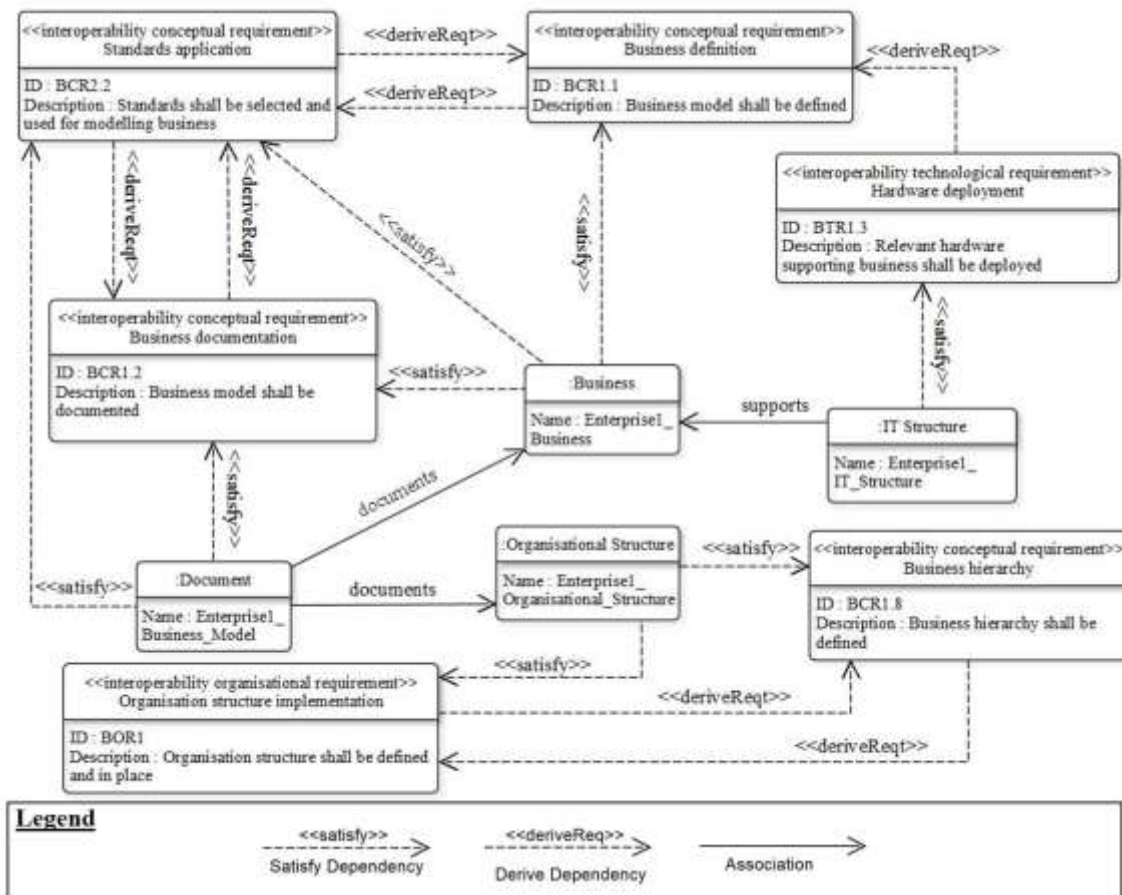 <<interoperability conceptual requirement>>
Standards application
ID : BCR2.2
Description : Standards shall be selected and
used for modelling business
<<deriveReqt>>
<<deriveReqt>>
<<interoperability conceptual requirement>>
Business definition
ID : BCR1.1
Description : Business model shall be defined
<<deriveReqt>>
<<deriveReqt>>
<<deriveReqt>>
<<satisfy>>
<<satisfy>>
<<interoperability technological requirement>>
Hardware deployment
ID : BTR1.3
Description : Relevant hardware
supporting business shall be deployed
<<interoperability conceptual requirement>>
Business documentation
ID : BCR1.2
Description : Business model shall be
documented
<<satisfy>>
:Business
Name : Enterprise1_
Business
supports
<<satisfy>>
:IT Structure
Name : Enterprise1_
IT_Structure
<<satisfy>>
documents
<<satisfy>>
:Document
Name : Enterprise1_
Business_Model
documents
:Organisational Structure
Name : Enterprise1_
Organisational_Structure
<<satisfy>>
<<interoperability conceptual requirement>>
Business hierarchy
ID : BCR1.8
Description : Business hierarchy shall be
defined
<<satisfy>>
<<interoperability organisational requirement>>
Organisation structure implementation
ID : BOR1
Description : Organisation structure shall be defined
and in place
<<deriveReqt>>
<<deriveReqt>>
Legend
<<satisfy>>
Satisfy Dependency
<<deriveReq>>
Derive Dependency
Association